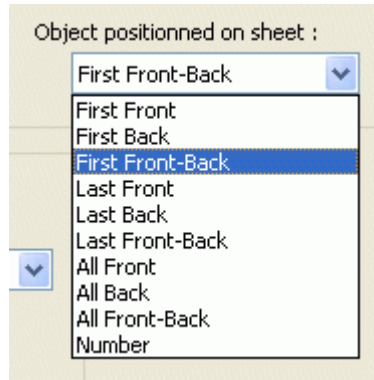 Object positionned on sheet :
First Front-Back
First Front
First Back
First Front-Back
Last Front
Last Back
Last Front-Back
All Front
All Back
All Front-Back
Number